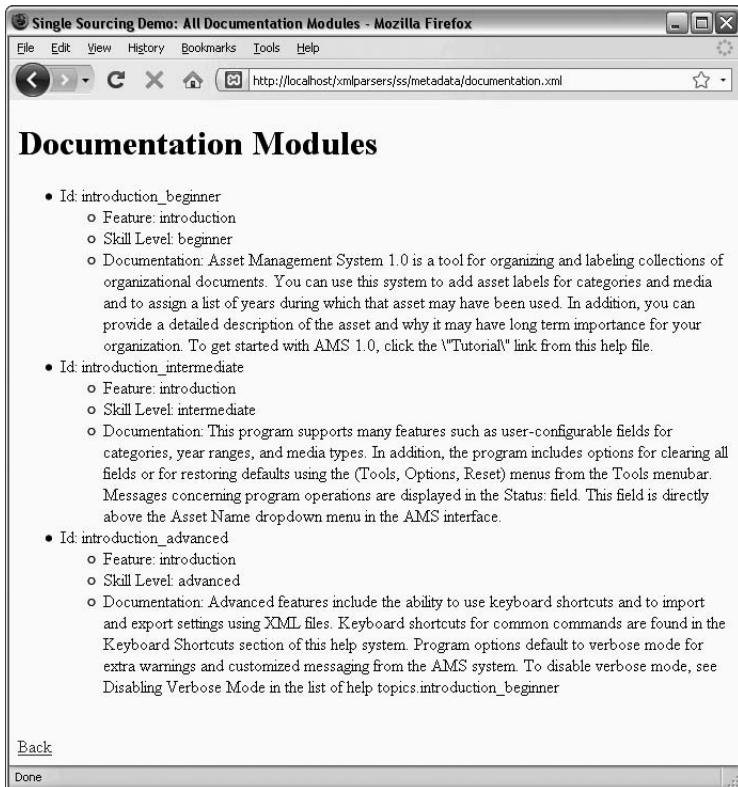 Single Sourcing Demo: All Documentation Modules - Mozilla Firefox
File Edit View History Bookmarks Tools Help
http://localhost/xmlparsers/ss/metadata/documentation.xml
Documentation Modules
Id: introduction_beginner
Feature: introduction
Skill Level: beginner
Documentation: Asset Management System 1.0 is a tool for organizing and labeling collections of
organizational documents. You can use this system to add asset labels for categories and media
and to assign a list of years during which that asset may have been used. In addition, you can
provide a detailed description of the asset and why it may have long term importance for your
organization. To get started with AMS 1.0, click the \"Tutorial\" link from this help file.
Id: introduction_intermediate
Feature: introduction
Skill Level: intermediate
Documentation: This program supports many features such as user-configurable fields for
categories, year ranges, and media types. In addition, the program includes options for clearing all
fields or for restoring defaults using the (Tools, Options, Reset) menus from the Tools menubar.
Messages concerning program operations are displayed in the Status: field. This field is directly
above the Asset Name dropdown menu in the AMS interface.
Id: introduction_advanced
Feature: introduction
Skill Level: advanced
Documentation: Advanced features include the ability to use keyboard shortcuts and to import
and export settings using XML files. Keyboard shortcuts for common commands are found in the
Keyboard Shortcuts section of this help system. Program options default to verbose mode for
extra warnings and customized messaging from the AMS system. To disable verbose mode, see
Disabling Verbose Mode in the list of help topics.introduction_beginner
Back
Done